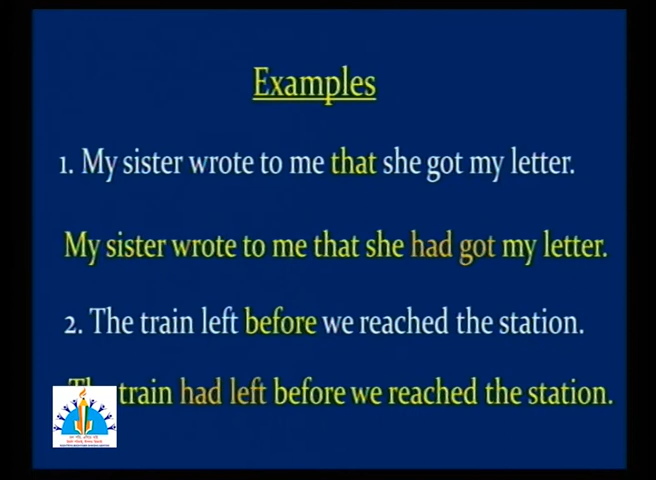 Examples
1. My sister wrote to me that she got my letter.
My sister wrote to me that she had got my letter.
2. The train left before we reached the station.
The train had left before we reached the station.